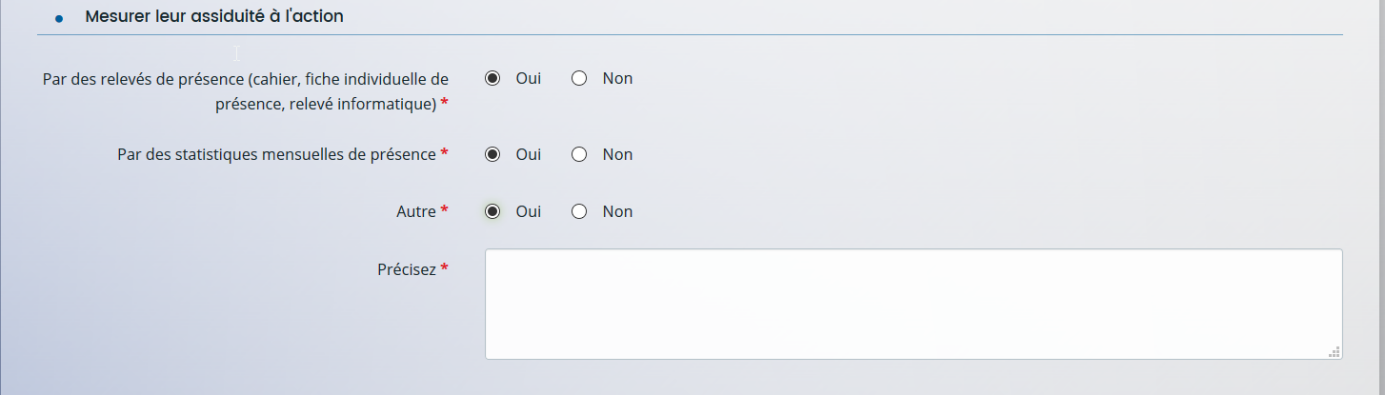 Mesurer leur assiduité à l'action
Par des relevés de présence (cahier, fiche individuelle de
présence, relevé informatique) *
Oui Non
Par des statistiques mensuelles de présence * Oui Non
Autre * Oui Non
Précisez *